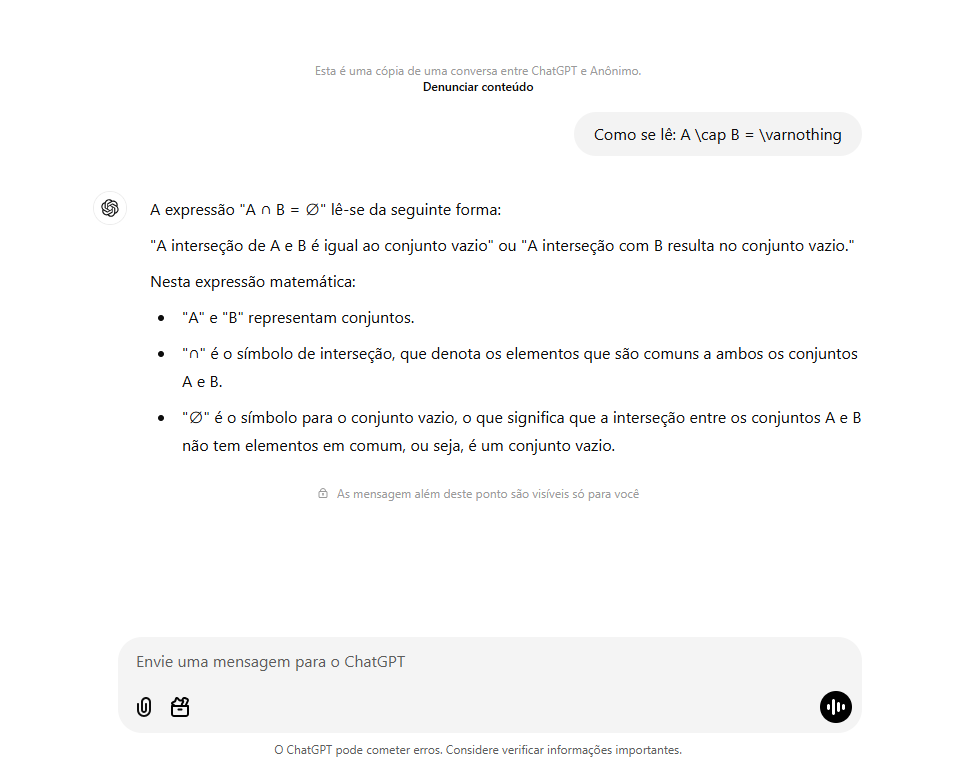 Esta é uma cópia de uma conversa entre ChatGPT e Anônimo.
Denunciar conteúdo
Como se lê: A \cap B = \varnothing
A expressão "A ∩ B = ∅" lê-se da seguinte forma:
"A interseção de A e B é igual ao conjunto vazio" ou "A interseção com B resulta no conjunto vazio."
Nesta expressão matemática:
• "A" e "B" representam conjuntos.
• "∩" é o símbolo de interseção, que denota os elementos que são comuns a ambos os conjuntos
A e B.
• "∅" é o símbolo para o conjunto vazio, o que significa que a interseção entre os conjuntos A e B
não tem elementos em comum, ou seja, é um conjunto vazio.
As mensagem além deste ponto são visíveis só para você
Envie uma mensagem para o ChatGPT
O ChatGPT pode cometer erros. Considere verificar informações importantes.